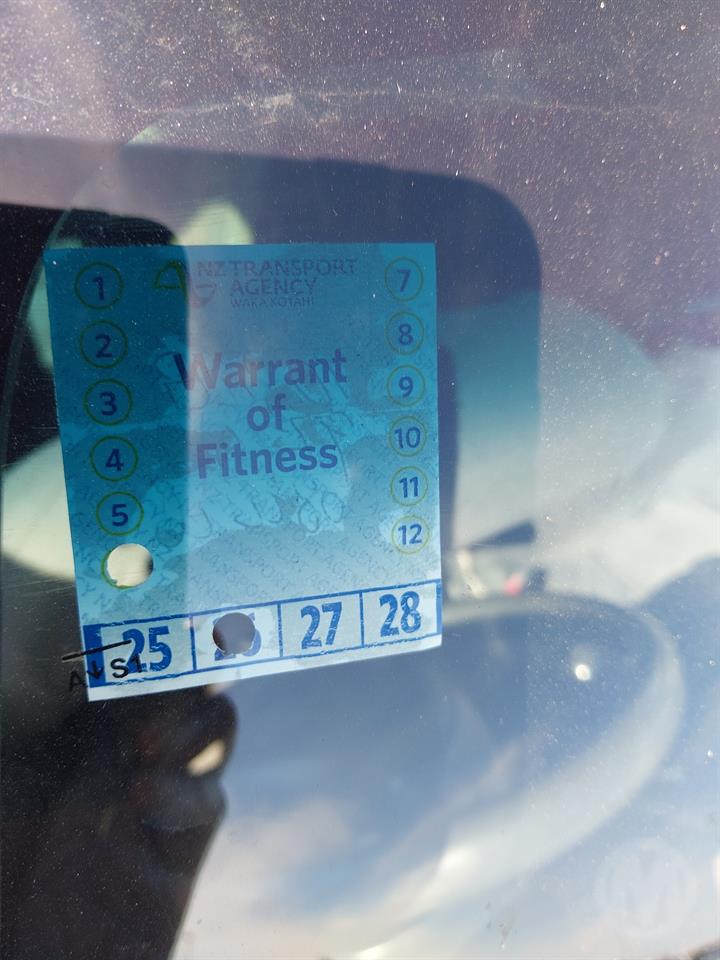 NZ TRANSPORT
AGENCY
WAKA KOTAHI
Warrant
of
Fitness
1
2
3
4
5
7
8
9
10
11
12
25 27 28
M